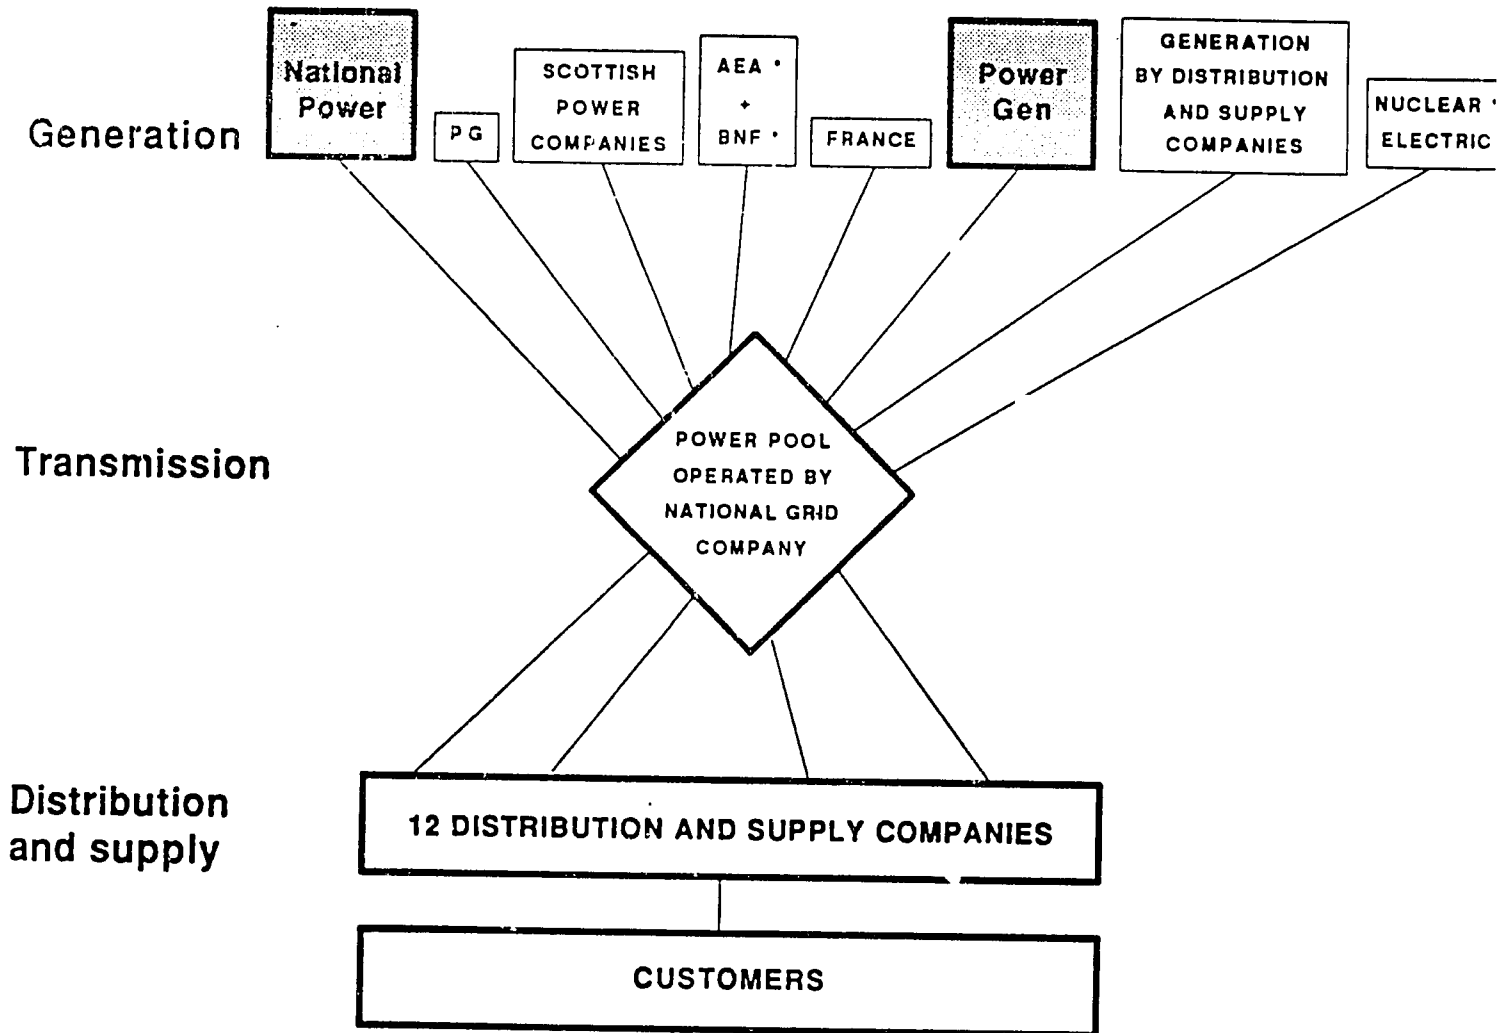 Generation
National
Power
PG
SCOTTISH
POWER
COMPANIES
AEA *
+
BNF *
FRANCE
Power
Gen
GENERATION
BY DISTRIBUTION
AND SUPPLY
COMPANIES
NUCLEAR *
ELECTRIC
Transmission
POWER POOL
OPERATED BY
NATIONAL GRID
COMPANY
Distribution
and supply
12 DISTRIBUTION AND SUPPLY COMPANIES
CUSTOMERS